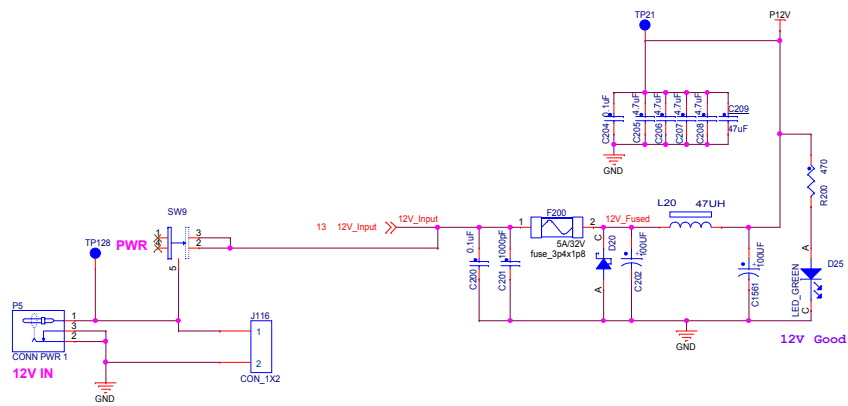 TP21
P12V
0.1uF
4.7uF
4.7uF
4.7uF
4.7uF
C209
C204
C205
C206
C207
C208
47uF
GND
470
R200
L20 47UH
SW9
1
4
3
2
5
PWR
TP128
13 12V_Input
12V_Input
F200
1
2
5A/32V
fuse_3p4x1p8
12V_Fused
0.1uF
C200
1000pF
C201
C
D20
A
100UF
C202
100UF
C1561
A
D25
LED_GREEN
C
12V Good
GND
P5
1
3
2
CONN PWR 1
12V IN
GND
J116
1
2
CON_1X2